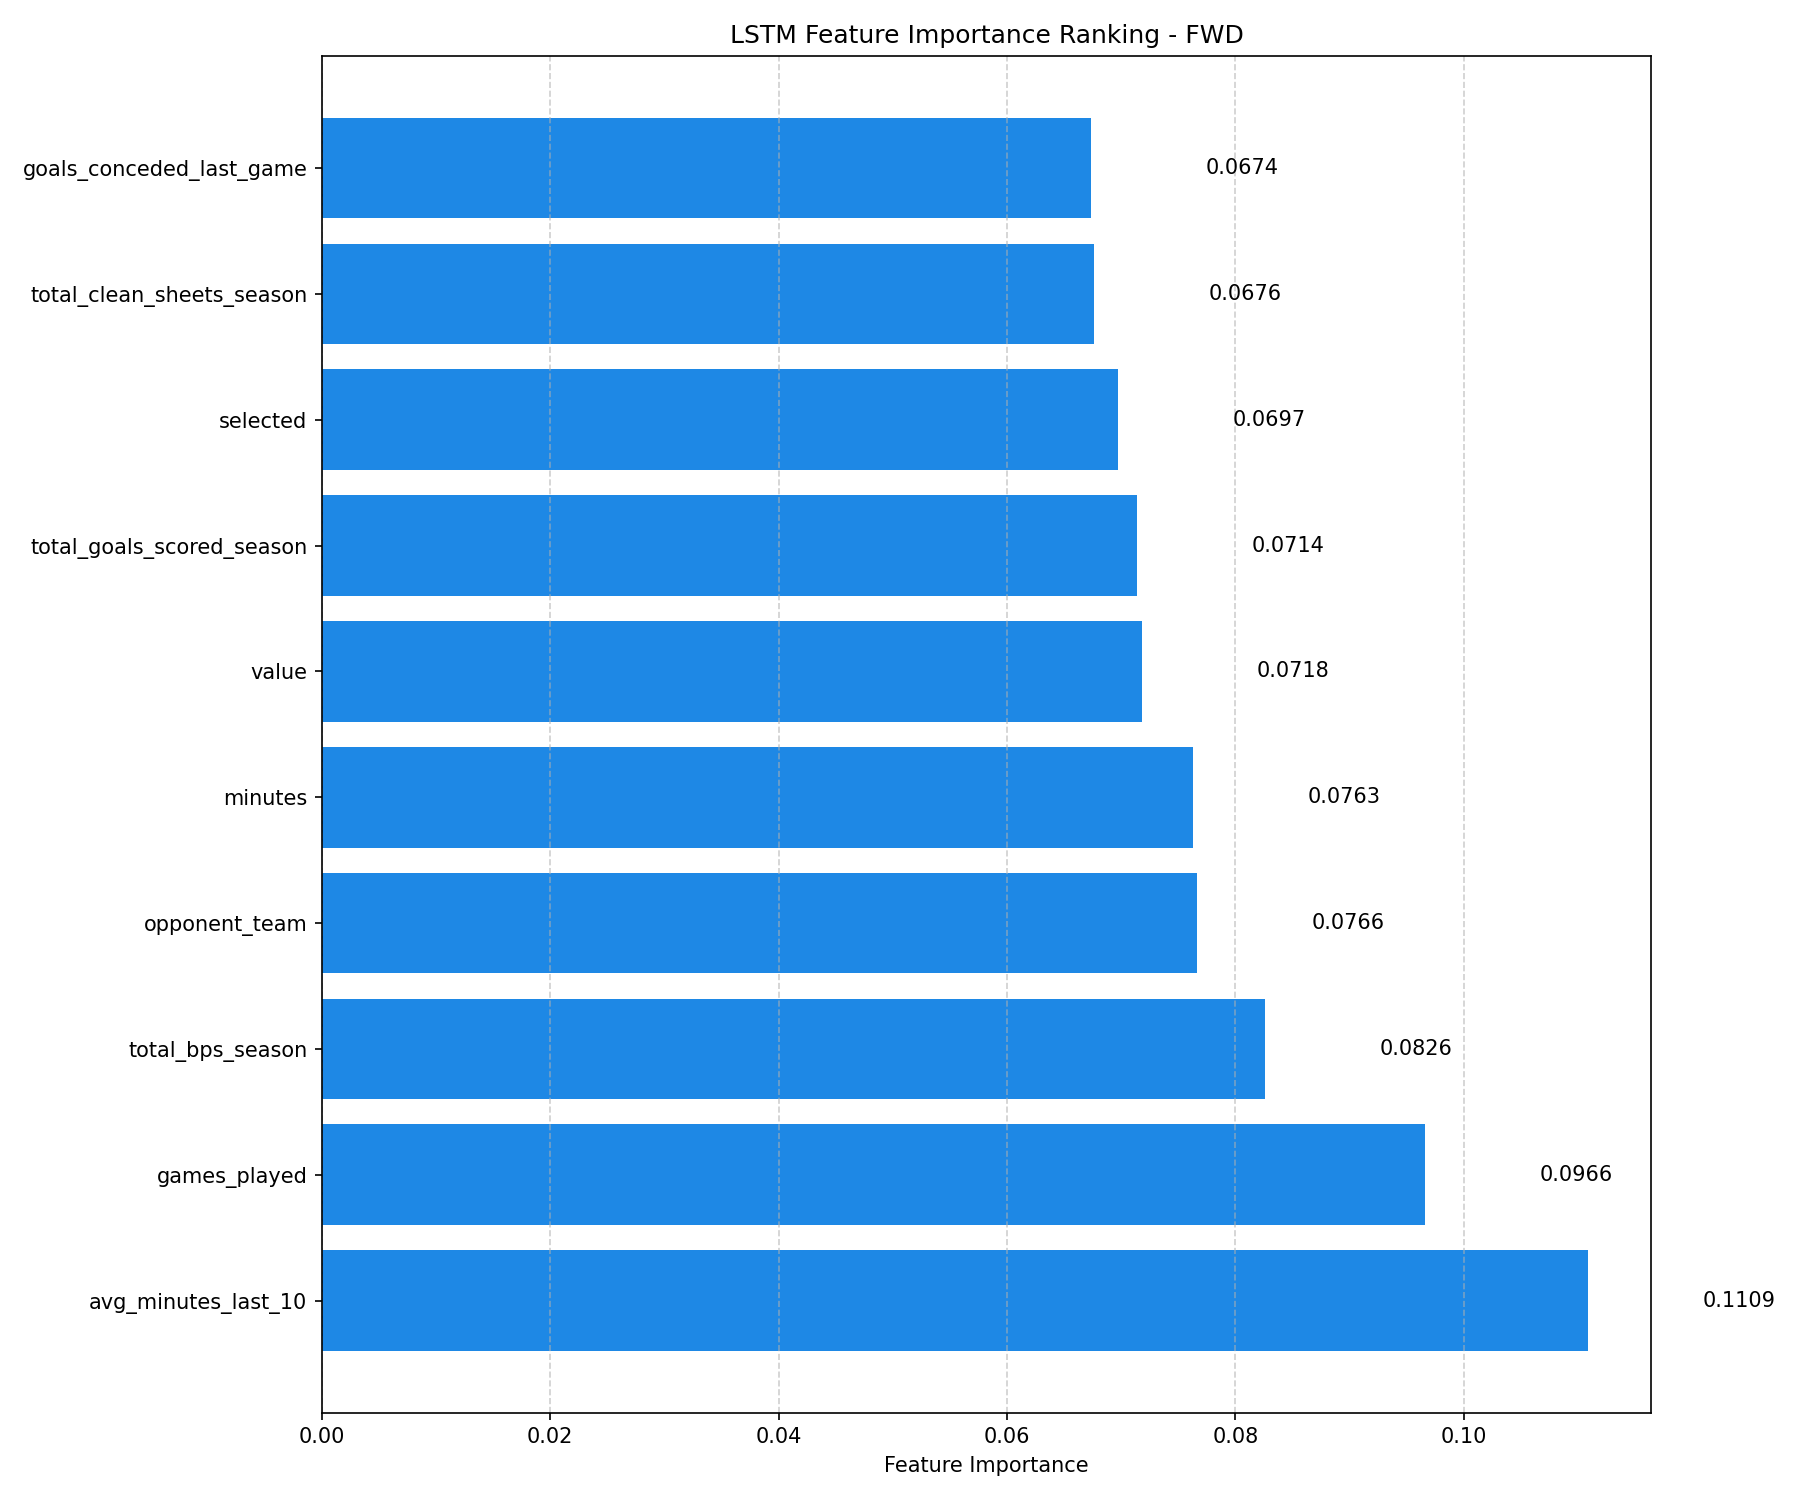 LSTM Feature Importance Ranking - FWD
goals_conceded_last_game 0.0674
total_clean_sheets_season 0.0676
selected 0.0697
total_goals_scored_season 0.0714
value 0.0718
minutes 0.0763
opponent_team 0.0766
total_bps_season 0.0826
games_played 0.0966
avg_minutes_last_10 0.1109
0.00 0.02 0.04 0.06 0.08 0.10
Feature Importance